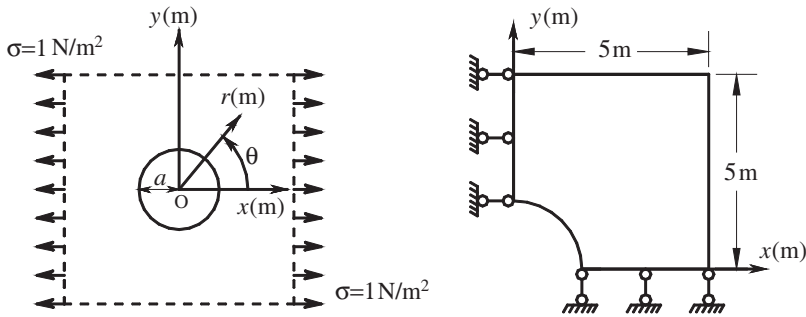 y(m)
σ=1 N/m²
r(m)
θ
a
O
x(m)
σ=1N/m²
y(m)
5m
5m
x(m)